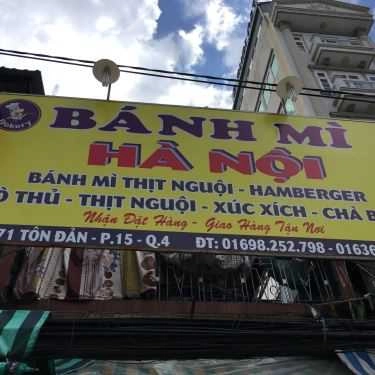 Bakery
BÁNH MÌ
HÀ NỘI
BÁNH MÌ THỊT NGUỘI - HAMBERGER
Ò THỦ - THỊT NGUỘI - XÚC XÍCH - CHẢ B
Nhận Đặt Hàng - Giao Hàng Tận Nơi
71 TÔN ĐẢN - P.15 - Q.4 ĐT: 01698.252.798 - 01636